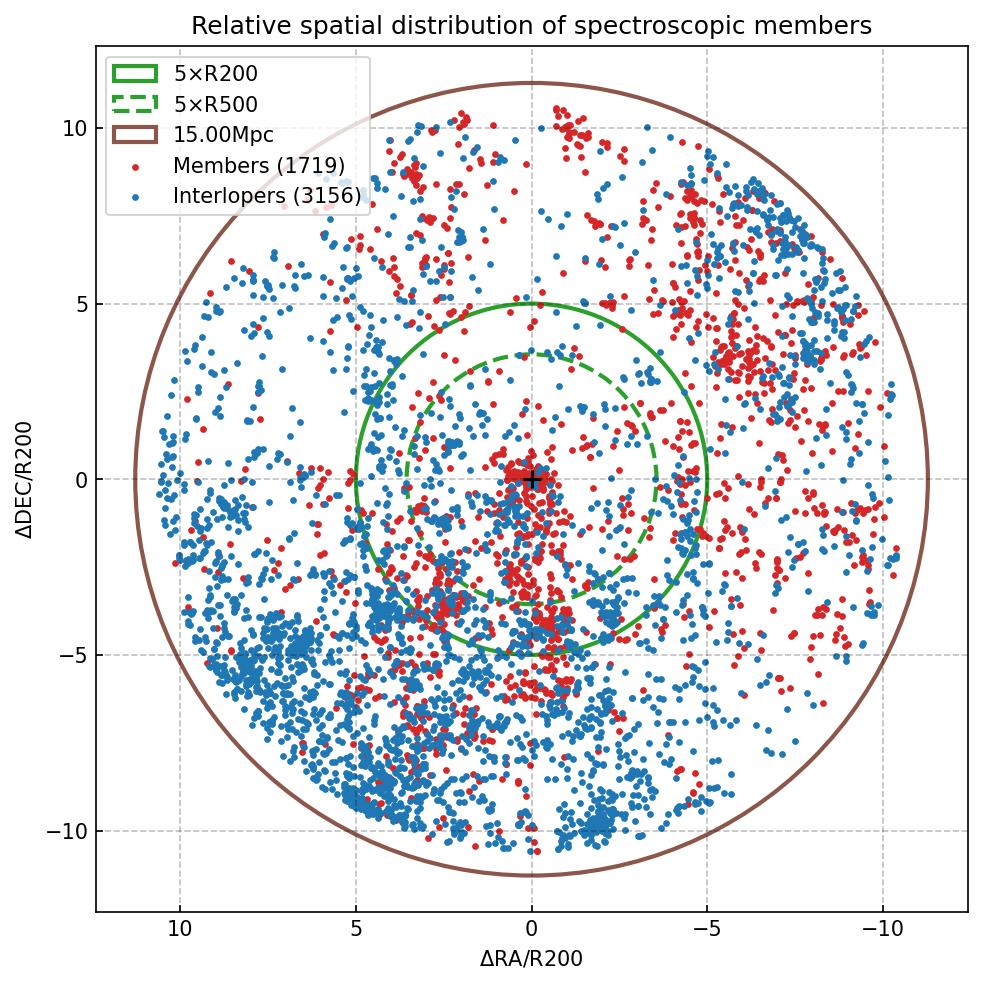 Relative spatial distribution of spectroscopic members
5×R200
5×R500
15.00Mpc
Members (1719)
Interlopers (3156)
10
5
0
−5
−10
ΔDEC/R200
10
5
0
−5
−10
ΔRA/R200